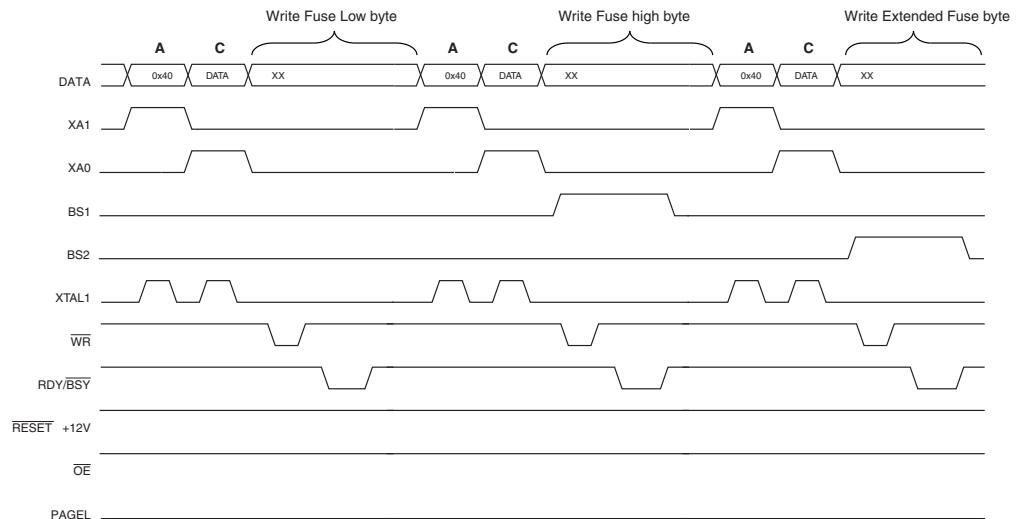 Write Fuse Low byte Write Fuse high byte Write Extended Fuse byte
A C A C A C
DATA 0x40 DATA XX 0x40 DATA XX 0x40 DATA XX
XA1
XA0
BS1
BS2
XTAL1
WR
RDY/BSY
RESET +12V
OE
PAGEL